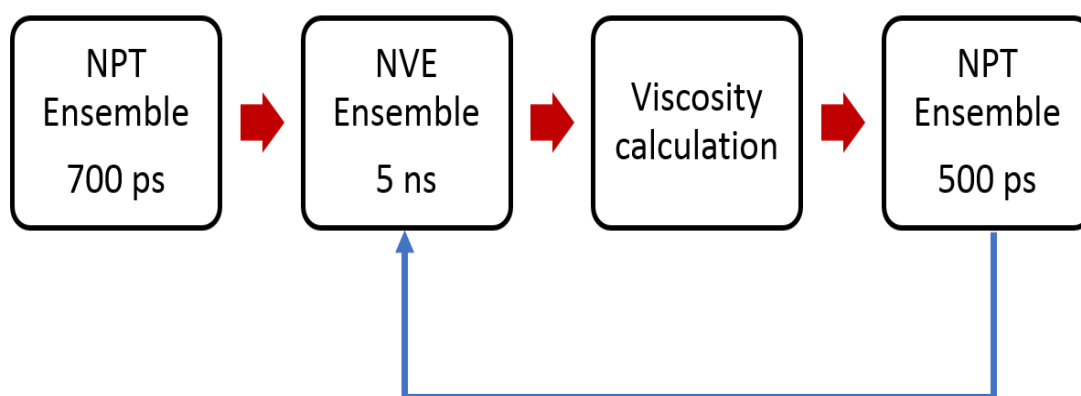 NPT
Ensemble
700 ps
NVE
Ensemble
5 ns
Viscosity
calculation
NPT
Ensemble
500 ps